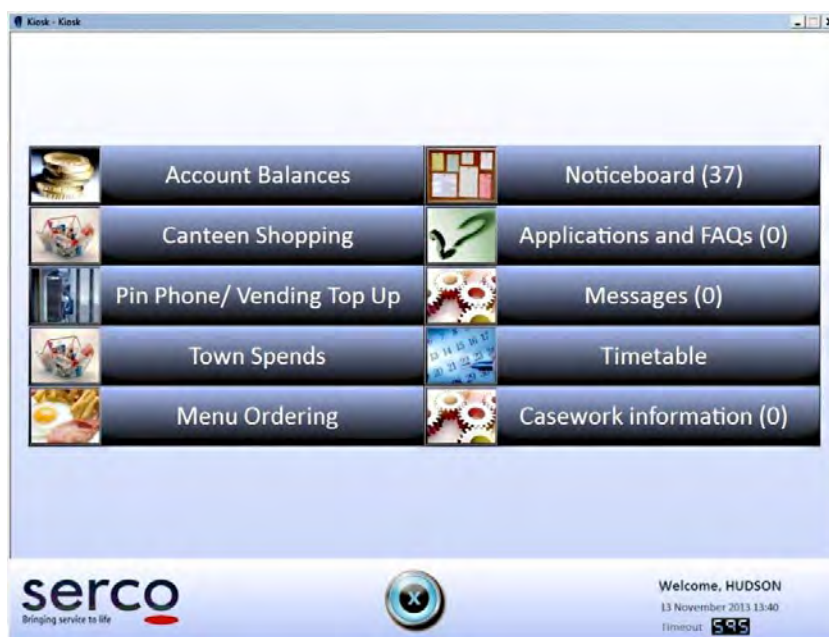 Kiosk - Kiosk
Account Balances
Noticeboard (37)
Canteen Shopping
Applications and FAQs (0)
Pin Phone/ Vending Top Up
Messages (0)
Town Spends
Timetable
Menu Ordering
Casework information (0)
serco
Bringing service to life
X
Welcome, HUDSON
13 November 2013 13:40
Timeout 595